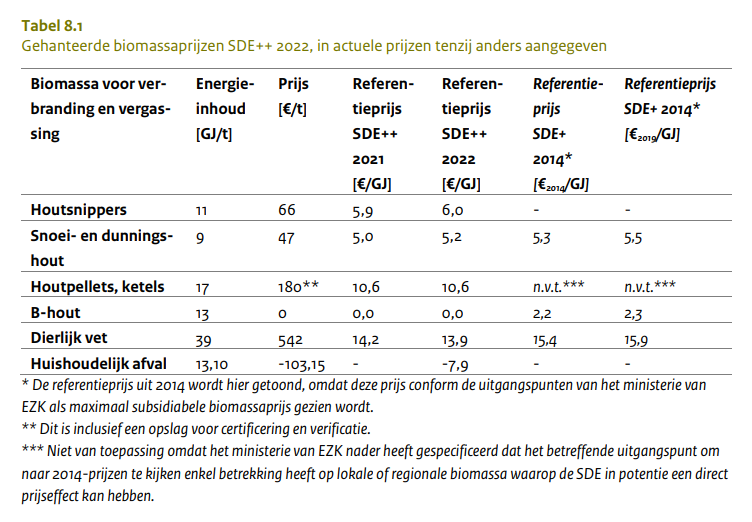 Tabel 8.1
Gehanteerde biomassaprijzen SDE++ 2022, in actuele prijzen tenzij anders aangegeven
Biomassa voor ver- Energie- Prijs Referen- Referen- Referentie- Referentieprijs
branding en vergas- inhoud [€/t] tieprijs tieprijs prijs SDE+ 2014*
sing [GJ/t] SDE++ SDE++ SDE+ [€2019/GJ]
2021 2022 2014*
[€/GJ] [€/GJ] [€2014/GJ]
Houtsnippers 11 66 5,9 6,0 - -
Snoei- en dunnings- 9 47 5,0 5,2 5,3 5,5
hout
Houtpellets, ketels 17 180** 10,6 10,6 n.v.t.*** n.v.t.***
B-hout 13 0 0,0 0,0 2,2 2,3
Dierlijk vet 39 542 14,2 13,9 15,4 15,9
Huishoudelijk afval 13,10 -103,15 - -7,9 - -
* De referentieprijs uit 2014 wordt hier getoond, omdat deze prijs conform de uitgangspunten van het ministerie van
EZK als maximaal subsidiabele biomassaprijs gezien wordt.
** Dit is inclusief een opslag voor certificering en verificatie.
*** Niet van toepassing omdat het ministerie van EZK nader heeft gespecificeerd dat het betreffende uitgangspunt om
naar 2014-prijzen te kijken enkel betrekking heeft op lokale of regionale biomassa waarop de SDE in potentie een direct
prijseffect kan hebben.